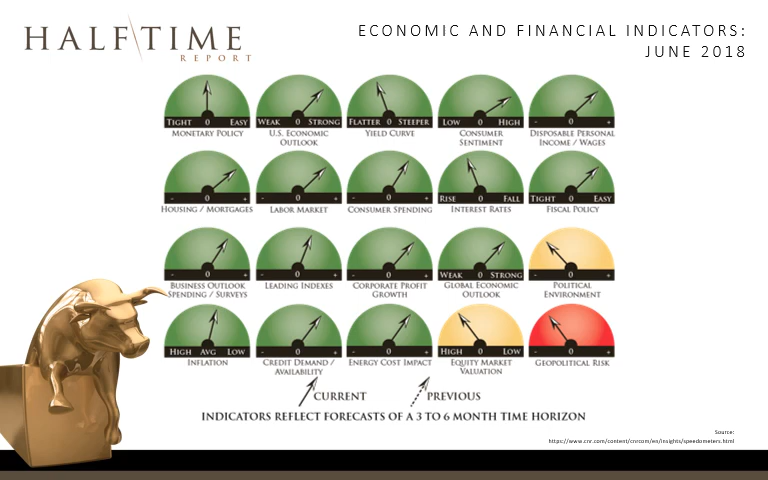 HALFTIME
REPORT
ECONOMIC AND FINANCIAL INDICATORS:
JUNE 2018
TIGHT 0 EASY
WEAK 0 STRONG
FLATTER 0 STEEPER
LOW 0 HIGH
- 0 +
MONETARY POLICY
U.S. ECONOMIC
OUTLOOK
YIELD CURVE
CONSUMER
SENTIMENT
DISPOSABLE PERSONAL
INCOME / WAGES
- 0 +
- 0 +
- 0 +
RISE 0 FALL
TIGHT 0 EASY
HOUSING / MORTGAGES
LABOR MARKET
CONSUMER SPENDING
INTEREST RATES
FISCAL POLICY
- 0 +
- 0 +
- 0 +
WEAK 0 STRONG
- 0 +
BUSINESS OUTLOOK
SPENDING / SURVEYS
LEADING INDEXES
CORPORATE PROFIT
GROWTH
GLOBAL ECONOMIC
OUTLOOK
POLITICAL
ENVIRONMENT
HIGH AVG LOW
- 0 +
- 0 +
HIGH 0 LOW
- 0 +
INFLATION
CREDIT DEMAND /
AVAILABILITY
ENERGY COST IMPACT
EQUITY MARKET
VALUATION
GEOPOLITICAL RISK
CURRENT
PREVIOUS
INDICATORS REFLECT FORECASTS OF A 3 TO 6 MONTH TIME HORIZON
Source:
https://www.cnr.com/content/cnrcom/en/insights/speedometers.html